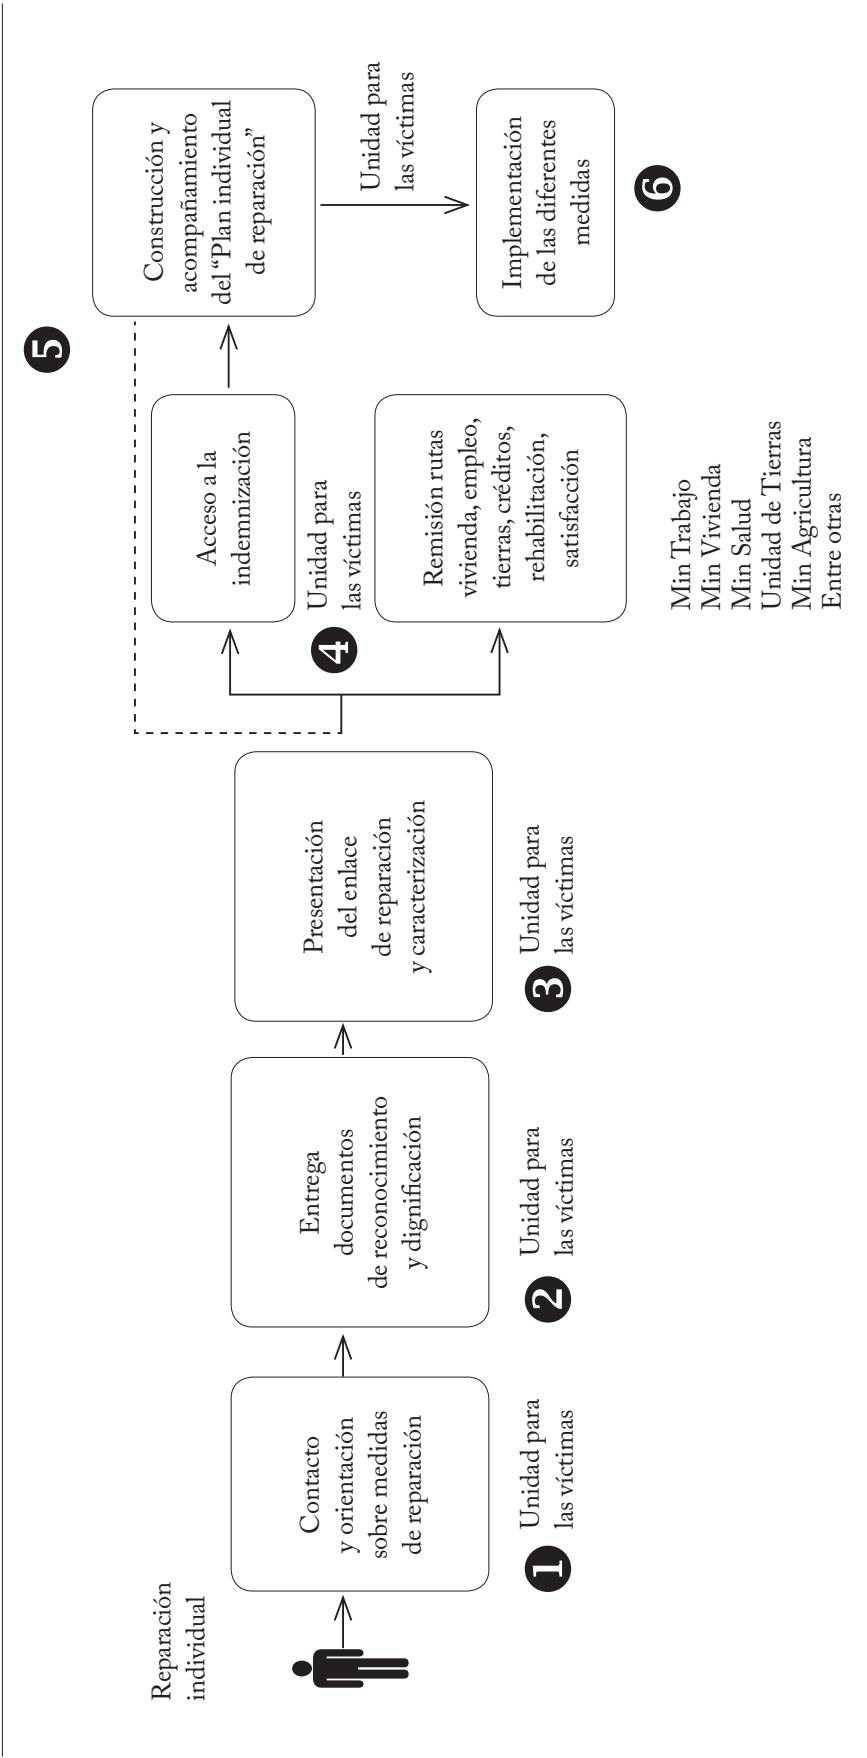 Reparación
individual
Contacto
y orientación
sobre medidas
de reparación
1
Unidad para
las víctimas
Entrega
documentos
de reconocimiento
y dignificación
2
Unidad para
las víctimas
Presentación
del enlace
de reparación
y caracterización
3
Unidad para
las víctimas
Acceso a la
indemnización
4
Unidad para
las víctimas
Remisión rutas
vivienda, empleo,
tierras, créditos,
rehabilitación,
satisfacción
Min Trabajo
Min Vivienda
Min Salud
Unidad de Tierras
Min Agricultura
Entre otras
5
Construcción y
acompañamiento
del “Plan individual
de reparación”
Unidad para
las víctimas
Implementación
de las diferentes
medidas
6